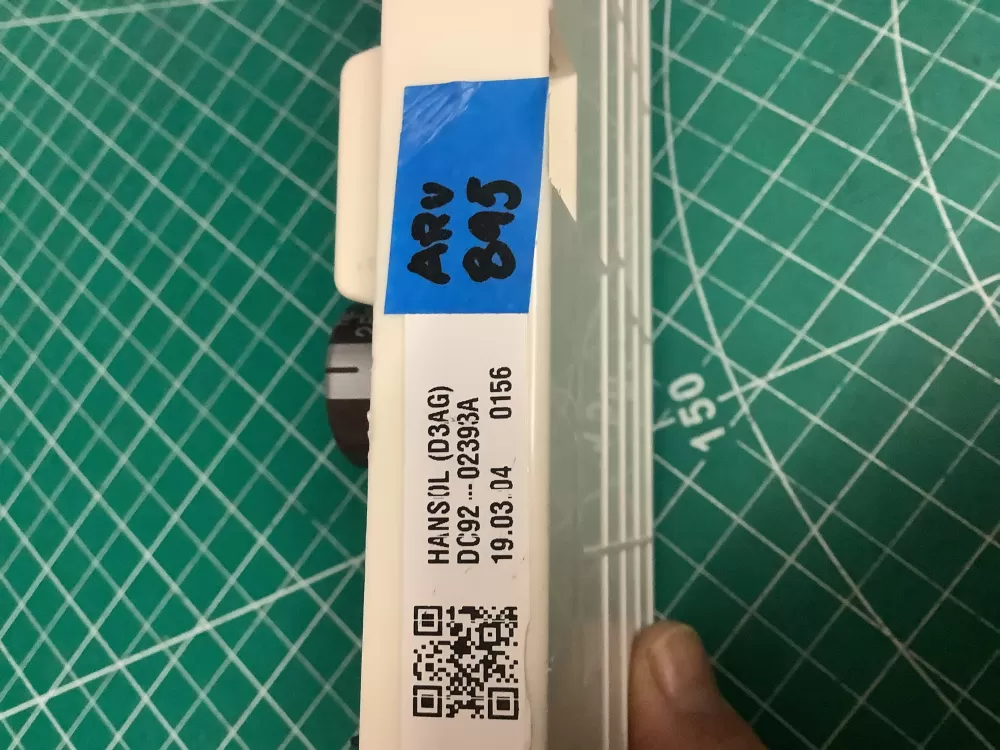 ARV
895
HANSOL (D3AG)
DC92-02393A
19.03.04 0156
150